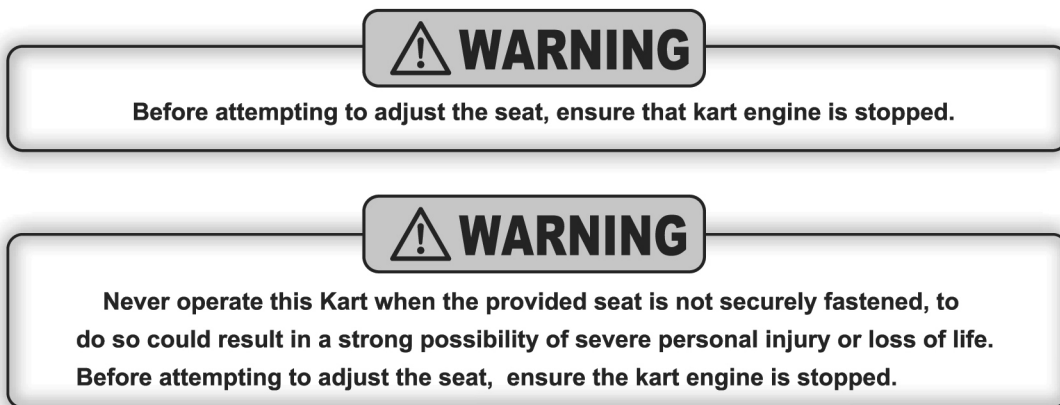 WARNING
Before attempting to adjust the seat, ensure that kart engine is stopped.
WARNING
Never operate this Kart when the provided seat is not securely fastened, to
do so could result in a strong possibility of severe personal injury or loss of life.
Before attempting to adjust the seat, ensure the kart engine is stopped.